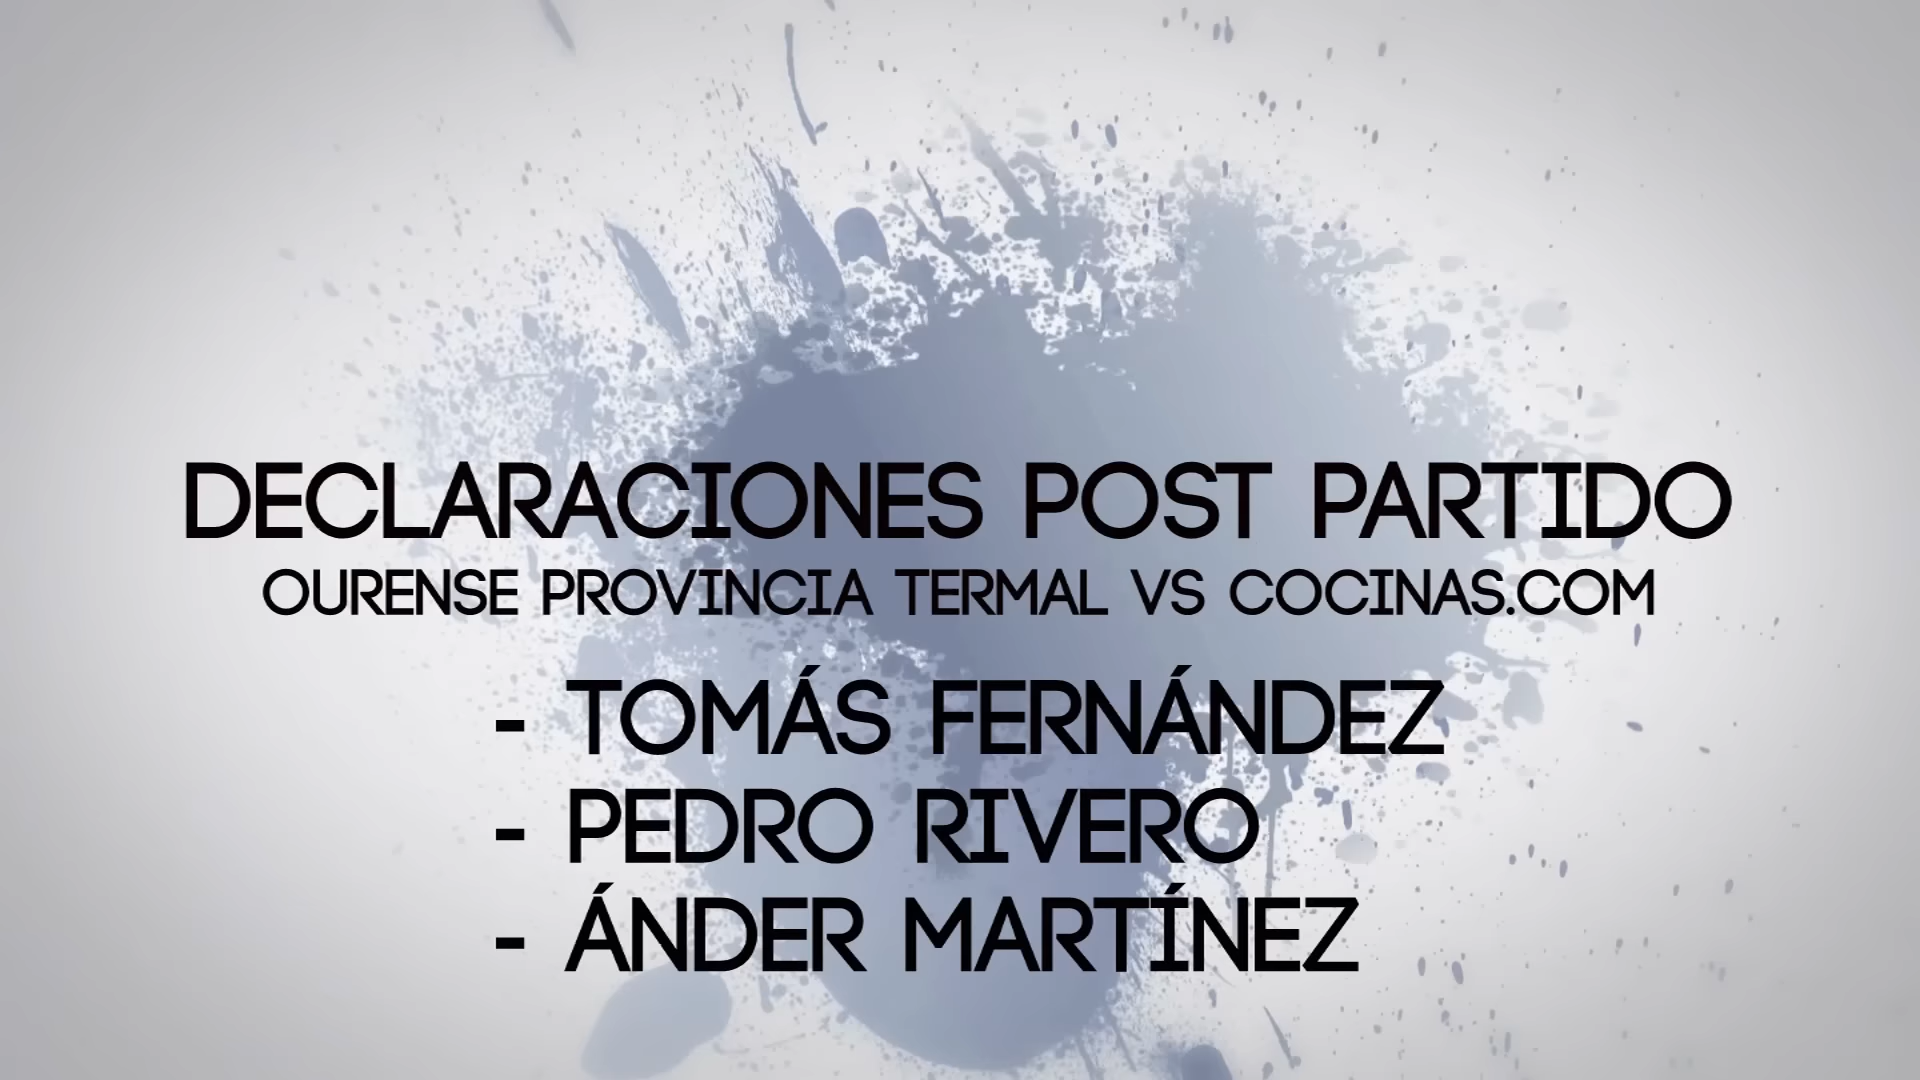 DECLARACIONES POST PARTIDO
OURENSE PROVINCIA TERMAL VS COCINAS.COM
- TOMÁS FERNÁNDEZ
- PEDRO RIVERO
- ÁNDER MARTÍNEZ